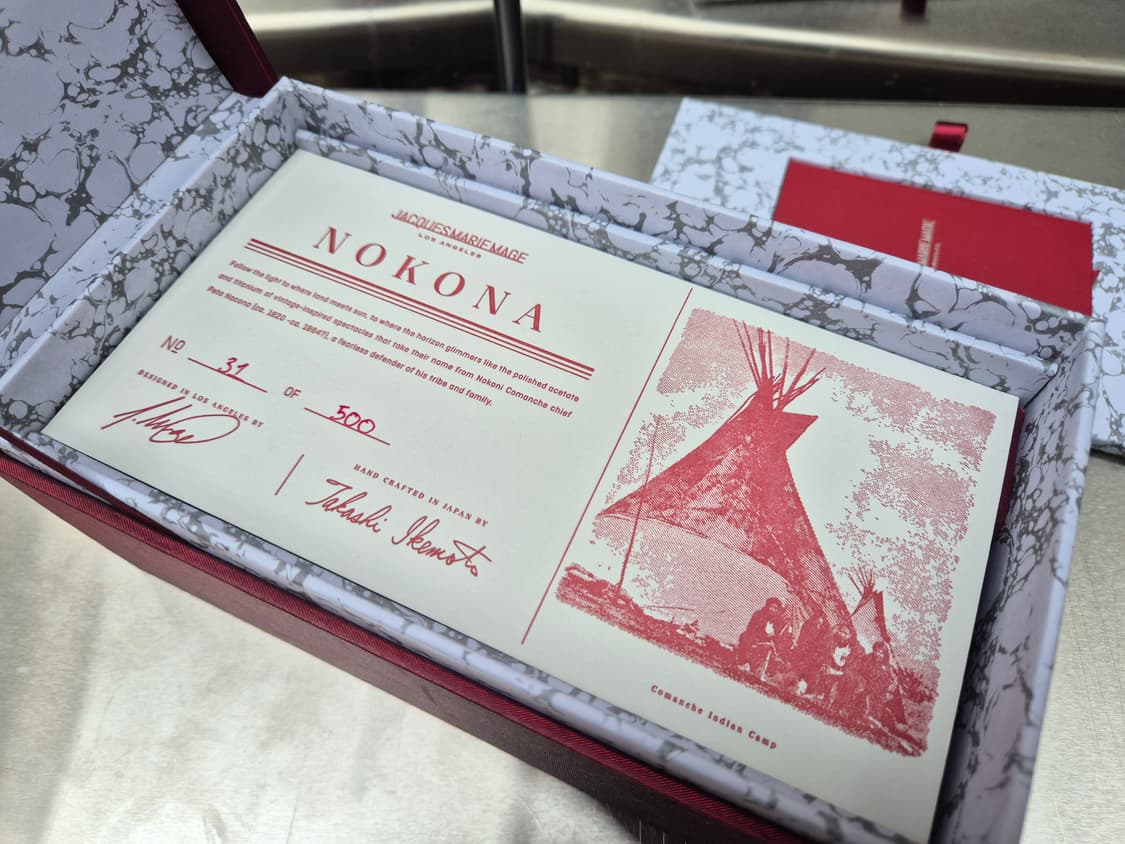 JACQUESMARIEMAGE
LOS ANGELES
NOKONA
Follow the light to where land meets sun, to where the horizon glimmers like the polished acetate
and titanium of vintage-inspired spectacles that take their name from Nokoni Comanche chief
Peta Nocona (ca. 1820 -ca. 1864?), a fearless defender of his tribe and family.
Nº 31 OF 500
DESIGNED IN LOS ANGELES BY
HAND CRAFTED IN JAPAN BY
Takashi Ikemoto
Comanche Indian Camp